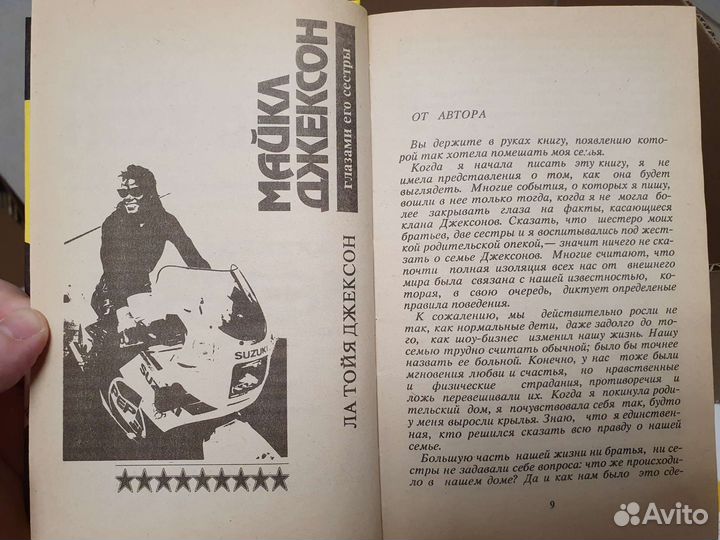 МАЙКЛ
ДЖЕКСОН
глазами его сестры
ЛА ТОЙЯ ДЖЕКСОН
SUZUKI
ОТ АВТОРА
Вы держите в руках книгу, появлению кото-
рой так хотела помешать моя семья.
Когда я начала писать эту книгу, я не
имела представления о том, как она будет
выглядеть. Многие события, о которых я пишу,
вошли в нее только тогда, когда я не могла бо-
лее закрывать глаза на факты, касающиеся
клана Джексонов. Сказать, что шестеро моих
братьев, две сестры и я воспитывались под жест-
кой родительской опекой,— значит ничего не ска-
зать о семье Джексонов. Многие считают, что
почти полная изоляция всех нас от внешнего
мира была связана с нашей известностью, ко-
торая, в свою очередь, диктует определеные
правила поведения.
К сожалению, мы действительно росли не
так, как нормальные дети, даже задолго до то-
го, как шоу-бизнес изменил нашу жизнь. Нашу
семью трудно считать обычной; было бы точнее
назвать ее больной. Конечно, у нас тоже были
мгновения любви и счастья, но нравственные
и физические страдания, противоречия и
ложь перевешивали их. Когда я покинула роди-
тельский дом, я почувствовала себя так, будто
у меня выросли крылья. Знаю, что я единствен-
ная, кто решился сказать всю правду о нашей
семье.
Большую часть нашей жизни ни братья, ни се-
стры не задавали себе вопроса: что же происходи-
ло в нашем доме? Да и как нам было это сде-
9
Avito